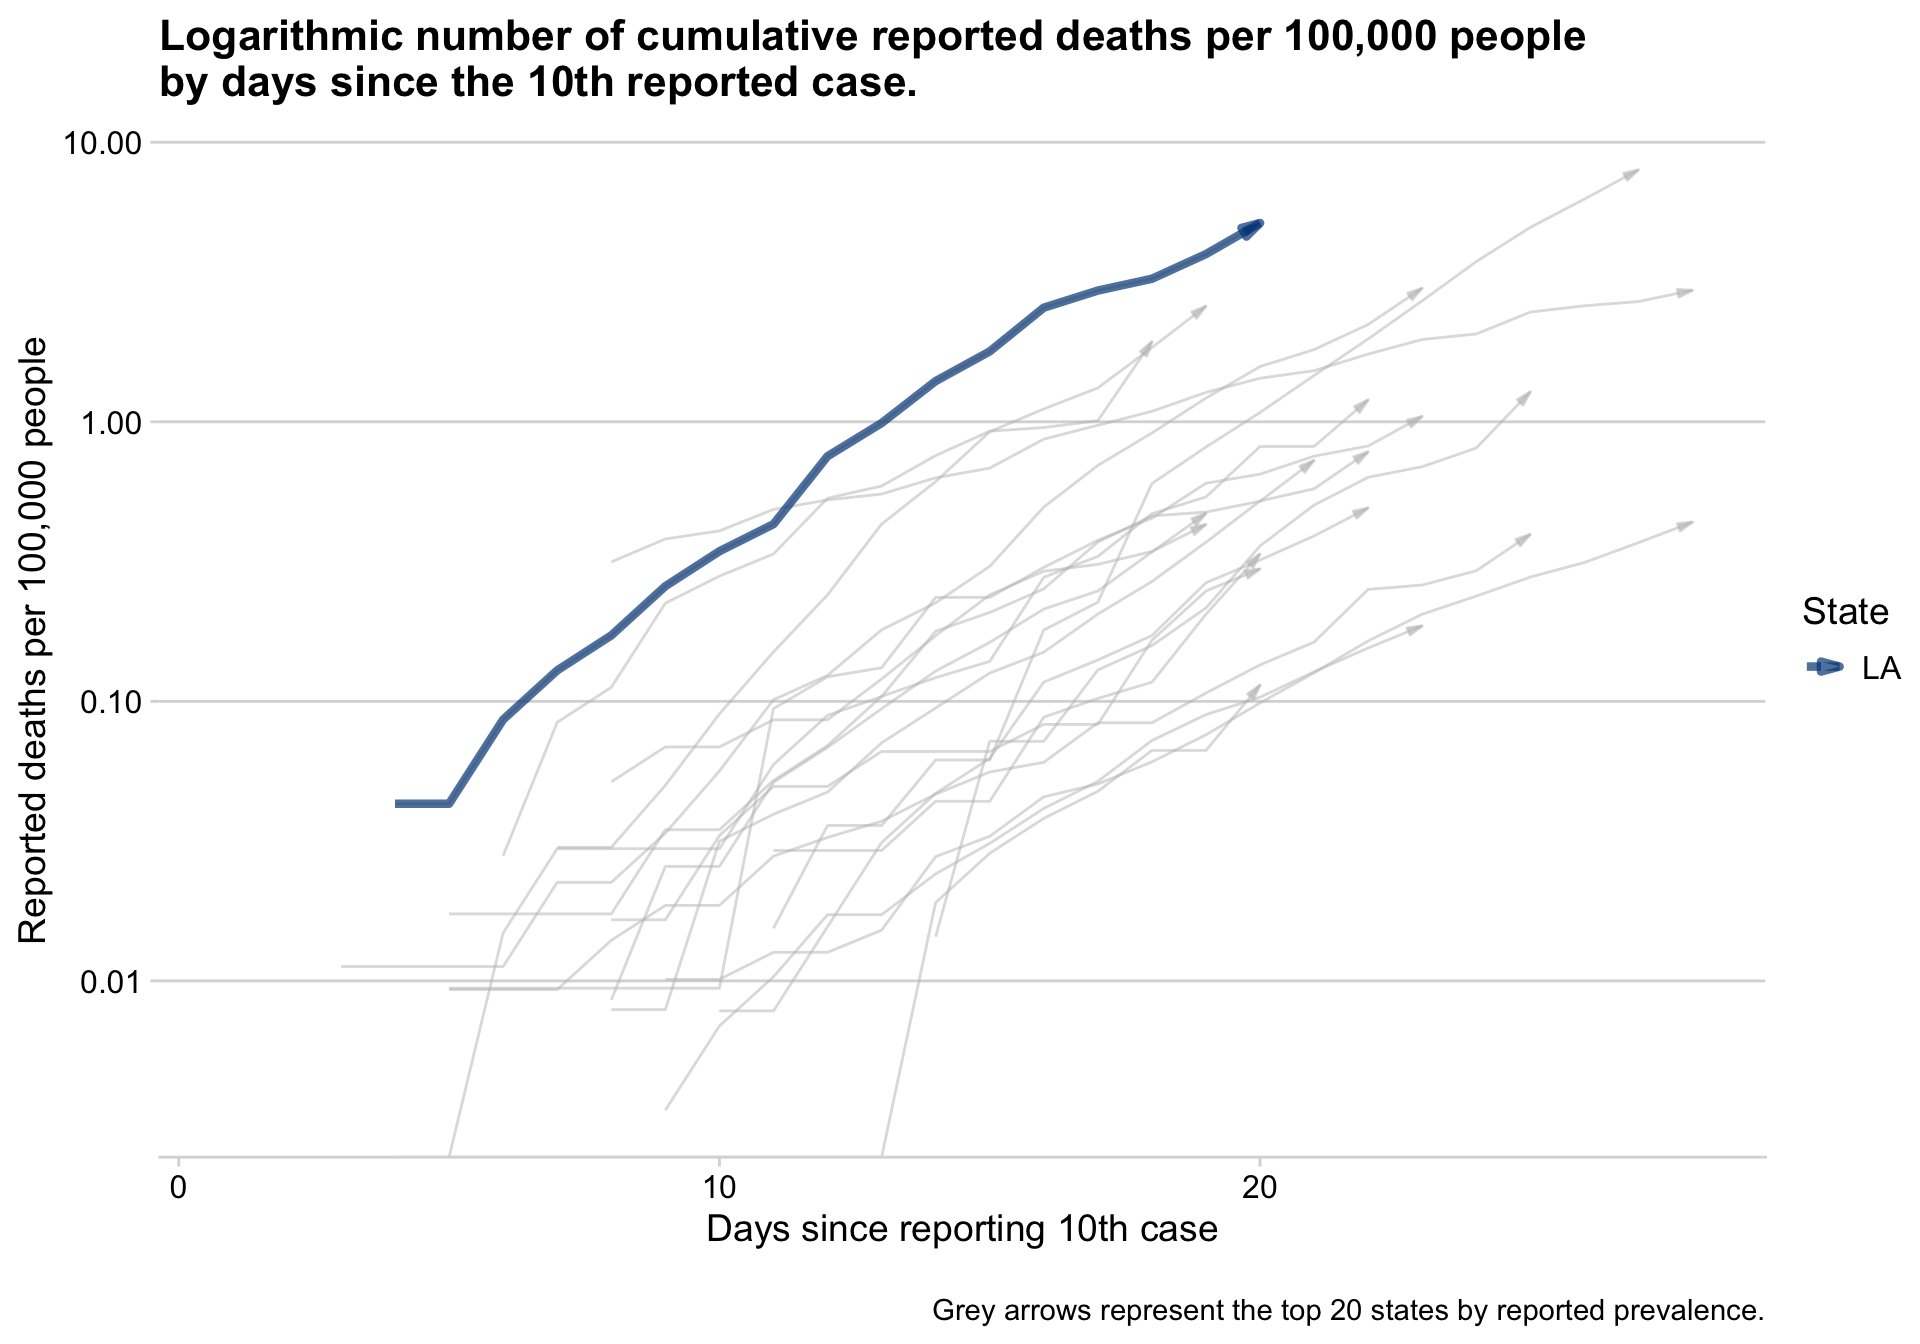 Logarithmic number of cumulative reported deaths per 100,000 people
by days since the 10th reported case.
10.00
1.00
0.10
0.01
Reported deaths per 100,000 people
0
10
20
Days since reporting 10th case
State
LA
Grey arrows represent the top 20 states by reported prevalence.